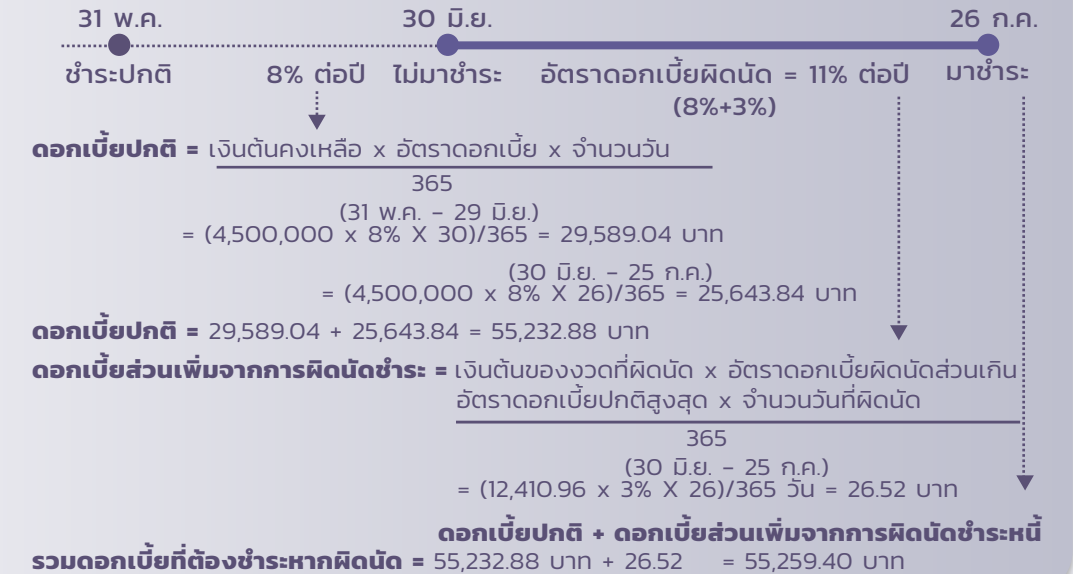 31 พ.ค. 30 มิ.ย. 26 ก.ค.
ชำระปกติ 8% ต่อปี ไม่มาชำระ อัตราดอกเบี้ยผิดนัด = 11% ต่อปี มาชำระ
(8%+3%)
ดอกเบี้ยปกติ = เงินต้นคงเหลือ x อัตราดอกเบี้ย x จำนวนวัน
365
(31 พ.ค. - 29 มิ.ย.)
= (4,500,000 x 8% X 30)/365 = 29,589.04 บาท
(30 มิ.ย. - 25 ก.ค.)
= (4,500,000 x 8% X 26)/365 = 25,643.84 บาท
ดอกเบี้ยปกติ = 29,589.04 + 25,643.84 = 55,232.88 บาท
ดอกเบี้ยส่วนเพิ่มจากการผิดนัดชำระ = เงินต้นของงวดที่ผิดนัด x อัตราดอกเบี้ยผิดนัดส่วนเกิน
อัตราดอกเบี้ยปกติสูงสุด x จำนวนวันที่ผิดนัด
365
(30 มิ.ย. - 25 ก.ค.)
= (12,410.96 x 3% X 26)/365 วัน = 26.52 บาท
ดอกเบี้ยปกติ + ดอกเบี้ยส่วนเพิ่มจากการผิดนัดชำระหนี้
รวมดอกเบี้ยที่ต้องชำระหากผิดนัด = 55,232.88 บาท + 26.52 = 55,259.40 บาท